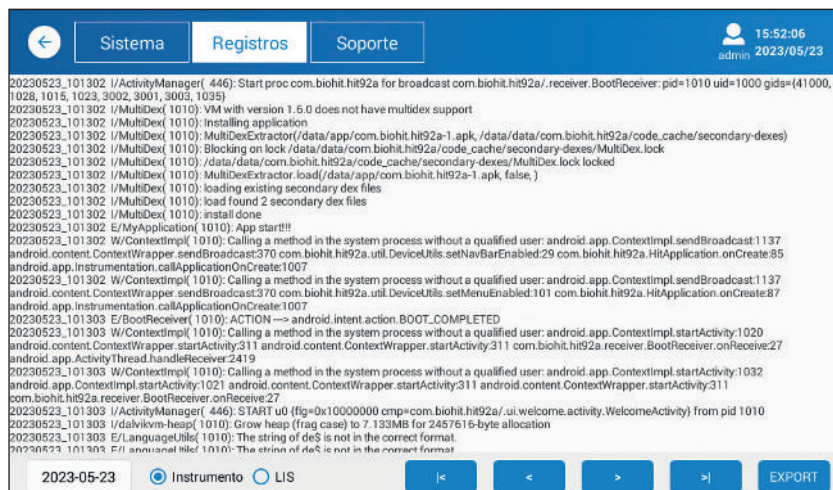 Sistema
Registros
Soporte
admin
15:52:06
2023/05/23
20230523_101302 I/ActivityManager( 446): Start proc com.biohit.hit92a for broadcast com.biohit.hit92a/.receiver.BootReceiver: pid=1010 uid=1000 gids={41000,
1028, 1015, 1023, 3002, 3001, 3003, 1035}
20230523_101302 I/MultiDex( 1010): VM with version 1.6.0 does not have multidex support
20230523_101302 I/MultiDex( 1010): Installing application
20230523_101302 I/MultiDex( 1010): MultiDexExtractor(/data/app/com.biohit.hit92a-1.apk, /data/data/com.biohit.hit92a/code_cache/secondary-dexes)
20230523_101302 I/MultiDex( 1010): Blocking on lock /data/data/com.biohit.hit92a/code_cache/secondary-dexes/MultiDex.lock
20230523_101302 I/MultiDex( 1010): /data/data/com.biohit.hit92a/code_cache/secondary-dexes/MultiDex.lock locked
20230523_101302 I/MultiDex( 1010): MultiDexExtractor.load(/data/app/com.biohit.hit92a-1.apk, false, )
20230523_101302 I/MultiDex( 1010): loading existing secondary dex files
20230523_101302 I/MultiDex( 1010): load found 2 secondary dex files
20230523_101302 I/MultiDex( 1010): install done
20230523_101302 E/MyApplication( 1010): App start!!!
20230523_101302 W/ContextImpl( 1010): Calling a method in the system process without a qualified user: android.app.ContextImpl.sendBroadcast:1137
android.content.ContextWrapper.sendBroadcast:370 com.biohit.hit92a.util.DeviceUtils.setNavBarEnabled:29 com.biohit.hit92a.HitApplication.onCreate:85
android.app.Instrumentation.callApplicationOnCreate:1007
20230523_101302 W/ContextImpl( 1010): Calling a method in the system process without a qualified user: android.app.ContextImpl.sendBroadcast:1137
android.content.ContextWrapper.sendBroadcast:370 com.biohit.hit92a.util.DeviceUtils.setMenuEnabled:101 com.biohit.hit92a.HitApplication.onCreate:87
android.app.Instrumentation.callApplicationOnCreate:1007
20230523_101303 E/BootReceiver( 1010): ACTION ---> android.intent.action.BOOT_COMPLETED
20230523_101303 W/ContextImpl( 1010): Calling a method in the system process without a qualified user: android.app.ContextImpl.startActivity:1020
android.content.ContextWrapper.startActivity:311 android.content.ContextWrapper.startActivity:311 com.biohit.hit92a.receiver.BootReceiver.onReceive:27
android.app.ActivityThread.handleReceiver:2419
20230523_101303 W/ContextImpl( 1010): Calling a method in the system process without a qualified user: android.app.ContextImpl.startActivity:1032
android.app.ContextImpl.startActivity:1021 android.content.ContextWrapper.startActivity:311 android.content.ContextWrapper.startActivity:311
com.biohit.hit92a.receiver.BootReceiver.onReceive:27
20230523_101303 I/ActivityManager( 446): START u0 {flg=0x10000000 cmp=com.biohit.hit92a/.ui.welcome.activity.WelcomeActivity} from pid 1010
20230523_101303 I/dalvikvm-heap( 1010): Grow heap (frag case) to 7.133MB for 2457616-byte allocation
20230523_101303 E/LanguageUtils( 1010): The string of de$ is not in the correct format.
20230523_101303 E/LanguageUtils( 1010): The string of de$ is not in the correct format.
2023-05-23
Instrumento
LIS
|<
<
>
>|
EXPORT